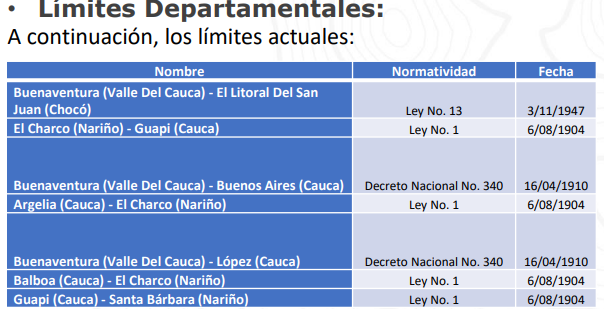 • Límites Departamentales:
A continuación, los límites actuales:
Nombre Normatividad Fecha
Buenaventura (Valle Del Cauca) - El Litoral Del San
Juan (Chocó) Ley No. 13 3/11/1947
El Charco (Nariño) - Guapi (Cauca) Ley No. 1 6/08/1904
Buenaventura (Valle Del Cauca) - Buenos Aires (Cauca) Decreto Nacional No. 340 16/04/1910
Argelia (Cauca) - El Charco (Nariño) Ley No. 1 6/08/1904
Buenaventura (Valle Del Cauca) - López (Cauca) Decreto Nacional No. 340 16/04/1910
Balboa (Cauca) - El Charco (Nariño) Ley No. 1 6/08/1904
Guapi (Cauca) - Santa Bárbara (Nariño) Ley No. 1 6/08/1904